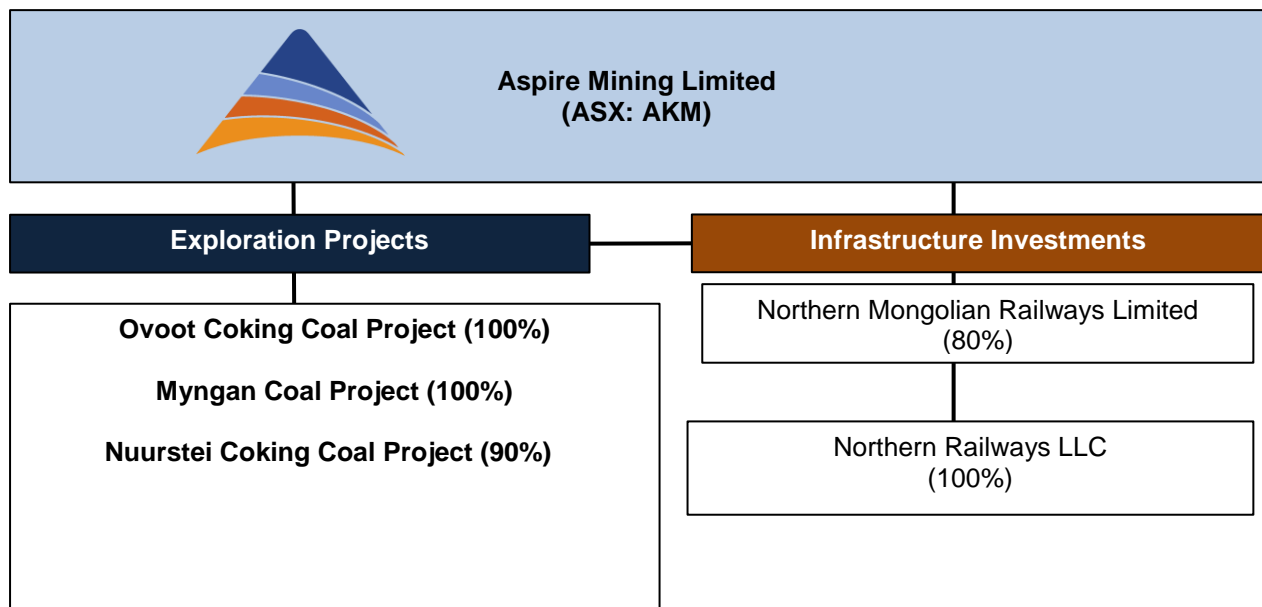 Aspire Mining Limited
(ASX: AKM)
Exploration Projects
Infrastructure Investments
Ovoot Coking Coal Project (100%)
Myngan Coal Project (100%)
Nuurstei Coking Coal Project (90%)
Northern Mongolian Railways Limited
(80%)
Northern Railways LLC
(100%)